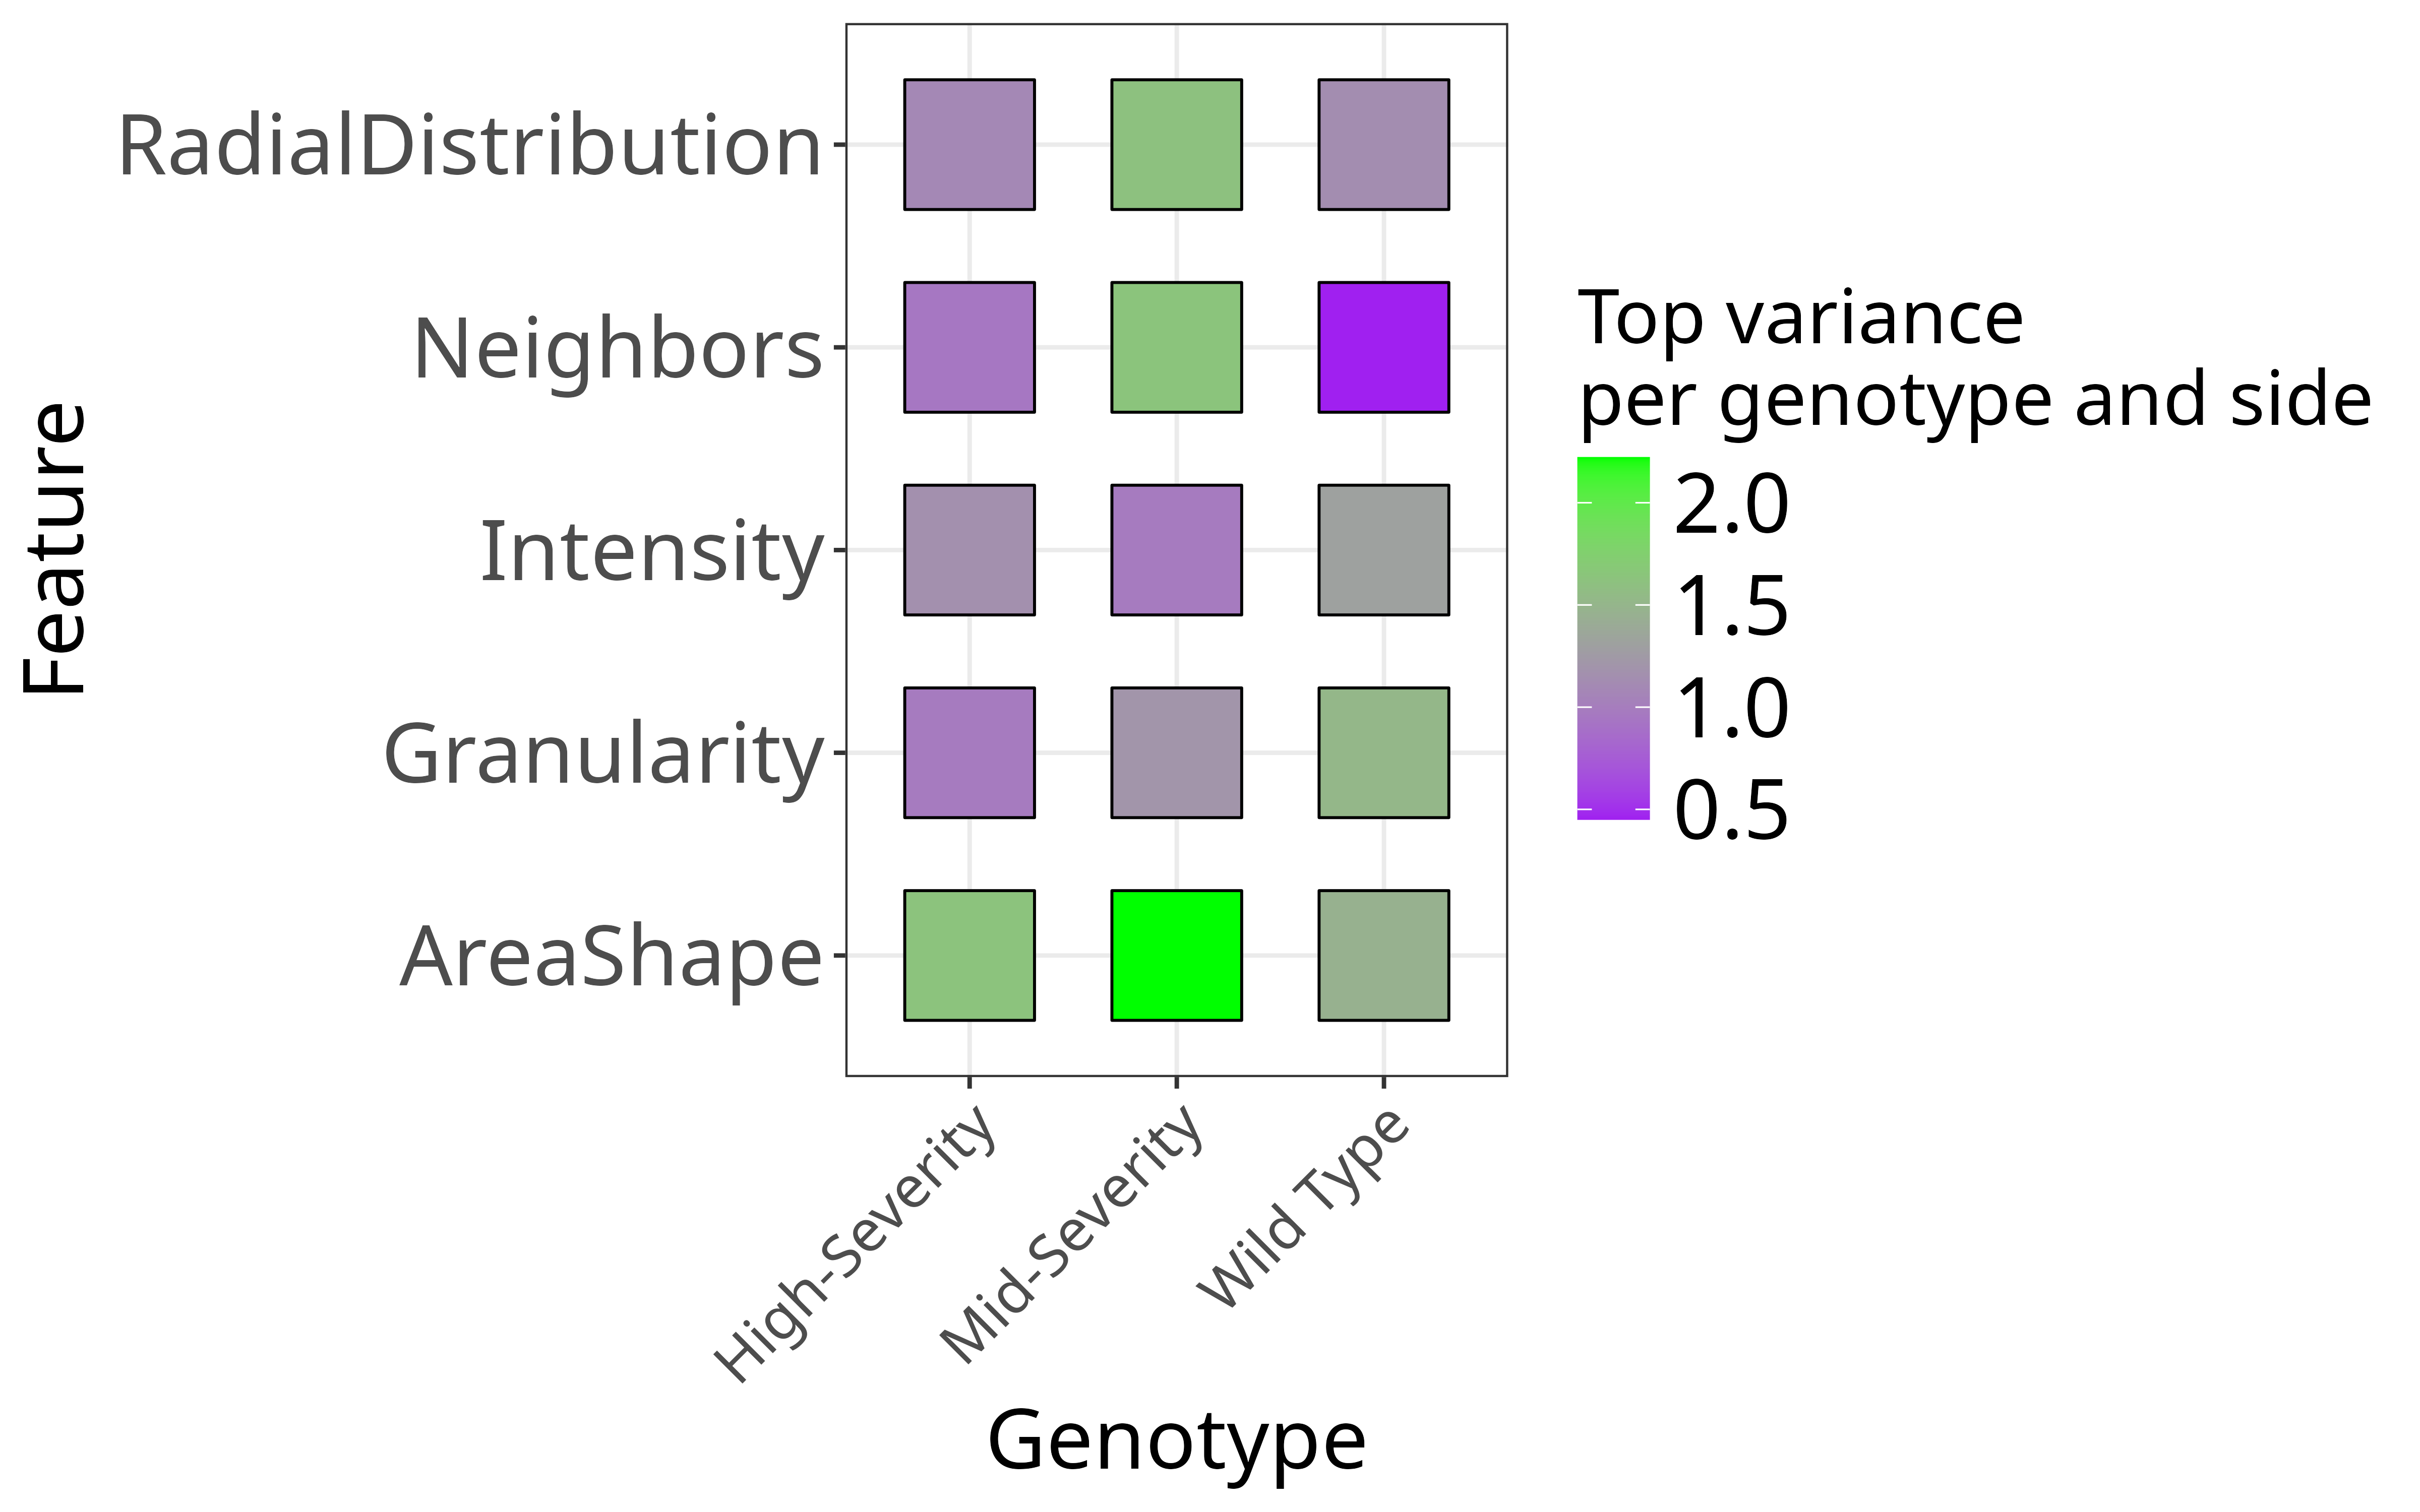 RadialDistribution
Neighbors
Intensity
Granularity
AreaShape
Feature
High-Severity
Mid-Severity
Wild Type
Genotype
Top variance
per genotype and side
2.0
1.5
1.0
0.5